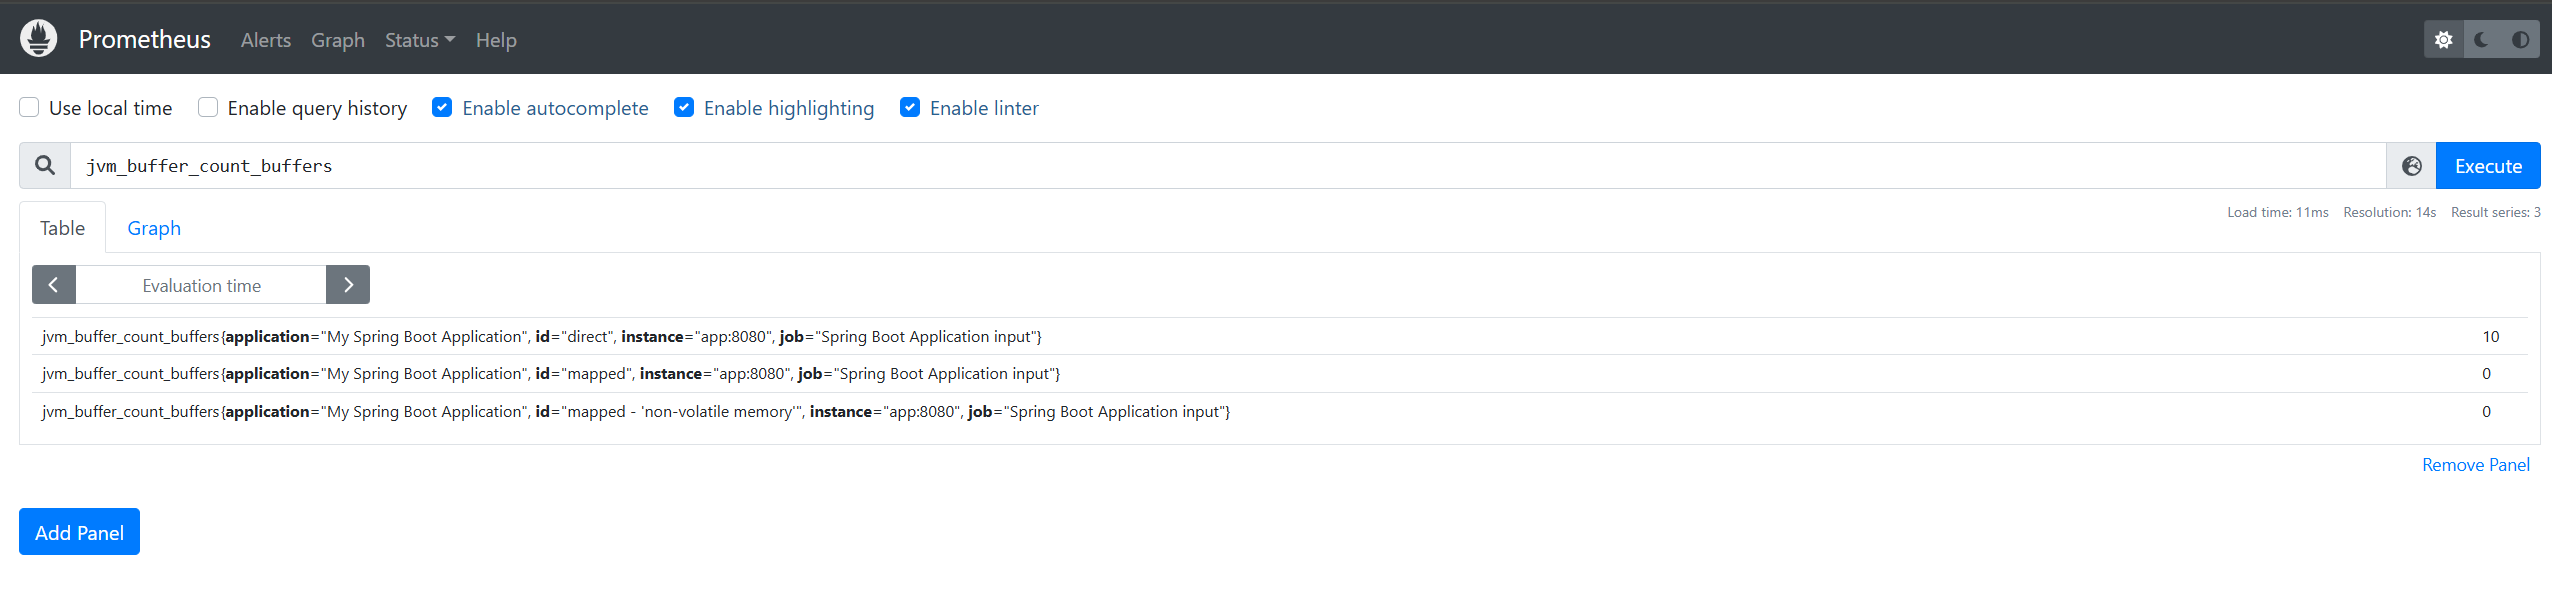 Prometheus Alerts Graph Status Help
Use local time Enable query history Enable autocomplete Enable highlighting Enable linter
jvm_buffer_count_buffers Execute
Table Graph Load time: 11ms Resolution: 14s Result series: 3
Evaluation time
jvm_buffer_count_buffers{application="My Spring Boot Application", id="direct", instance="app:8080", job="Spring Boot Application input"} 10
jvm_buffer_count_buffers{application="My Spring Boot Application", id="mapped", instance="app:8080", job="Spring Boot Application input"} 0
jvm_buffer_count_buffers{application="My Spring Boot Application", id="mapped - 'non-volatile memory'", instance="app:8080", job="Spring Boot Application input"} 0
Remove Panel
Add Panel